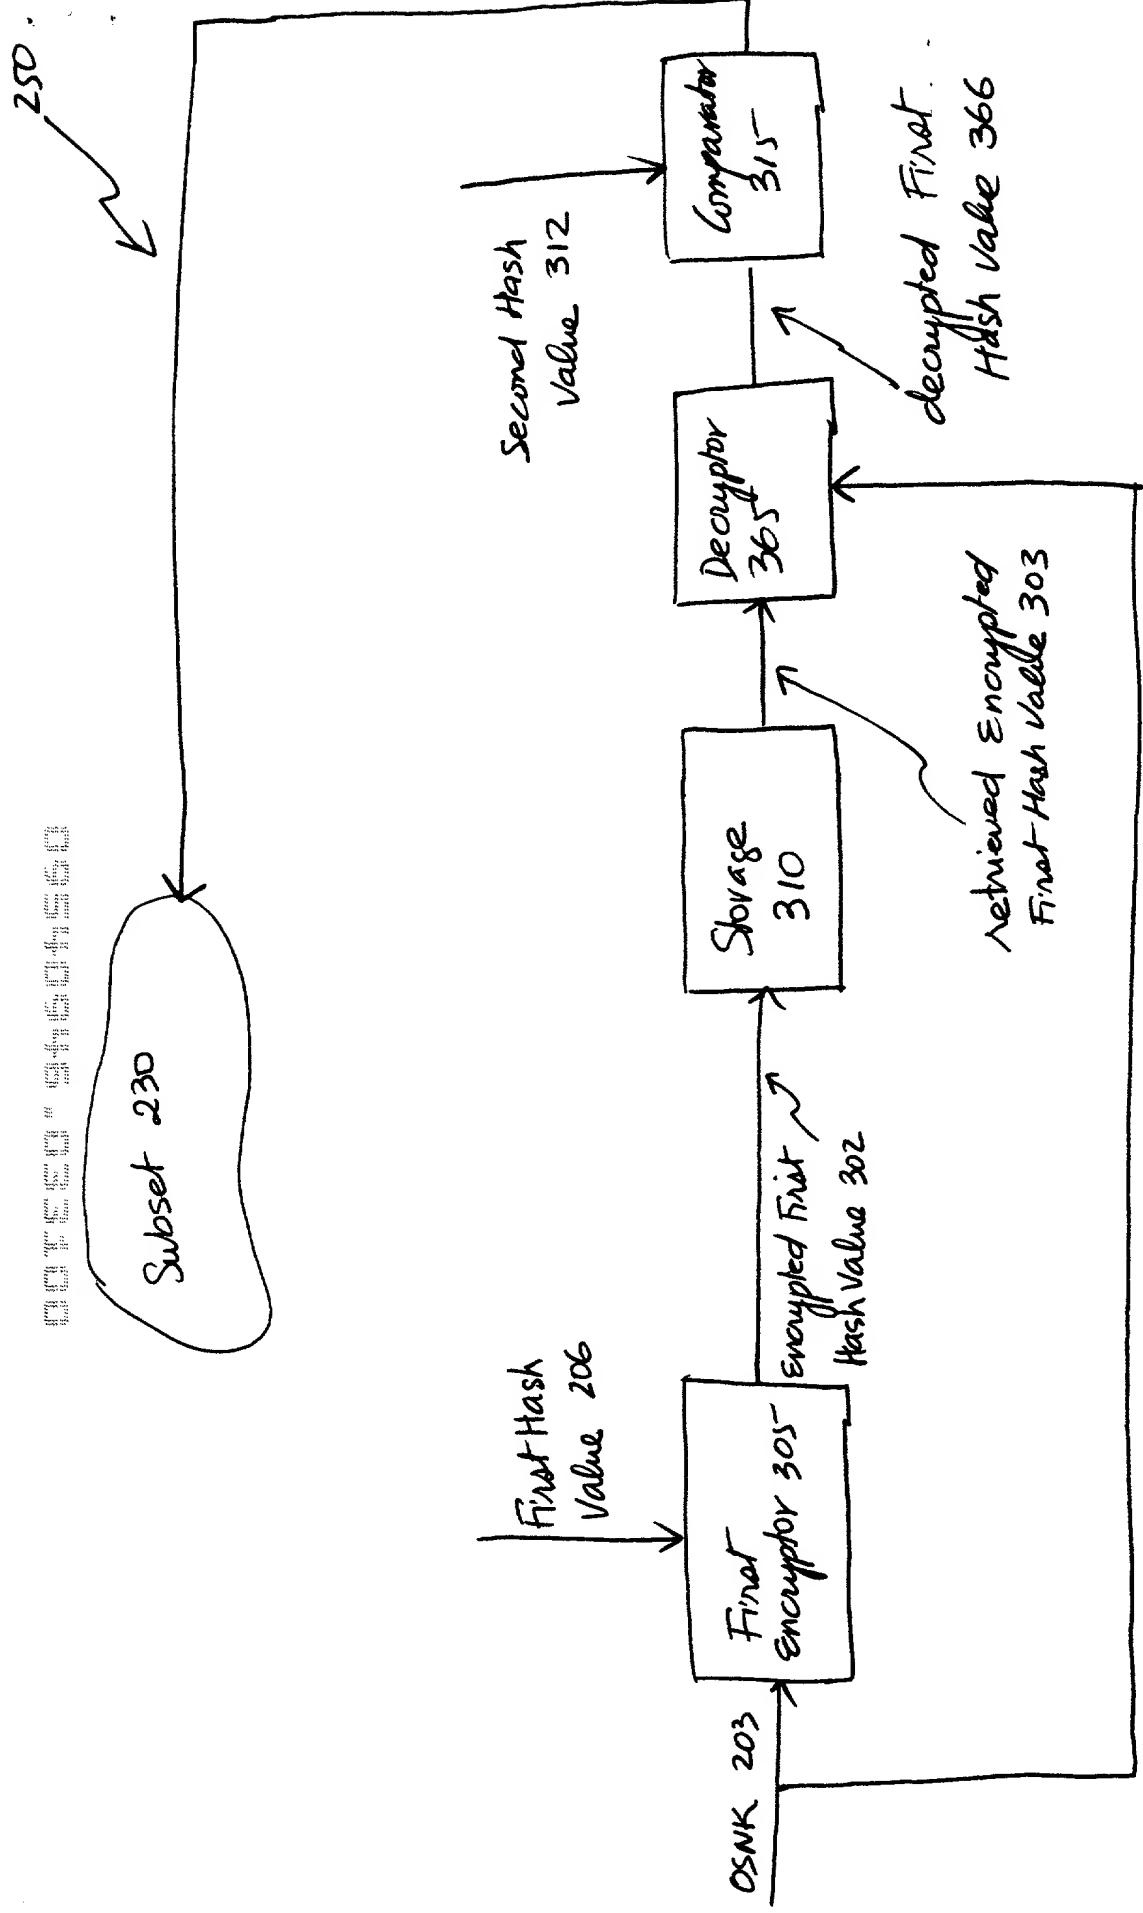 250
Subset 230
Second Hash
Value 312
First Hash
Value 206
OSNK 203
First
Encryptor 305
Encrypted First
Hash Value 302
Storage
310
retrieved Encrypted
First Hash Value 303
Decryptor
365
decrypted First
Hash Value 366
Comparator
315